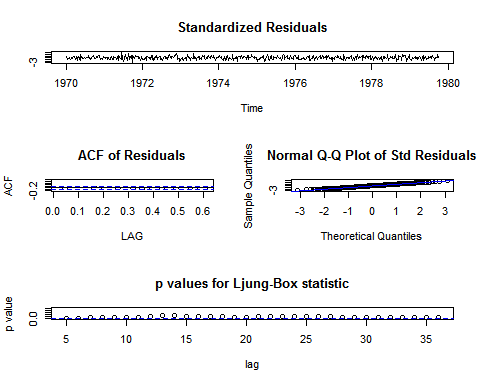 Standardized Residuals
-3
1970 1972 1974 1976 1978 1980
Time
ACF of Residuals
ACF
-0.2
0.0 0.1 0.2 0.3 0.4 0.5 0.6
LAG
Normal Q-Q Plot of Std Residuals
Sample Quantiles
-3
-3 -2 -1 0 1 2 3
Theoretical Quantiles
p values for Ljung-Box statistic
p value
0.0
5 10 15 20 25 30 35
lag